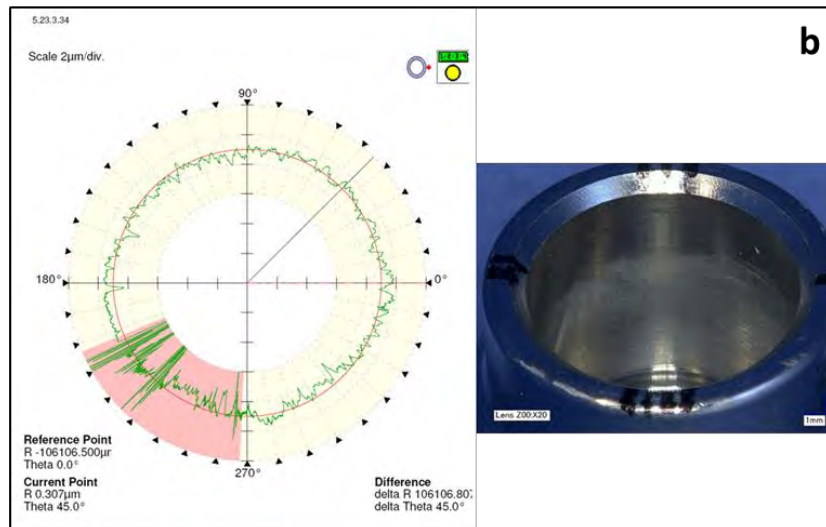 5.23.3.34
b
Scale 2µm/div.
90°
180°
0°
270°
Reference Point
R -106106.500µr
Theta 0.0°
Current Point
R 0.307µm
Theta 45.0°
Difference
delta R 106106.80
delta Theta 45.0°
Lens Z00:X20
1mm